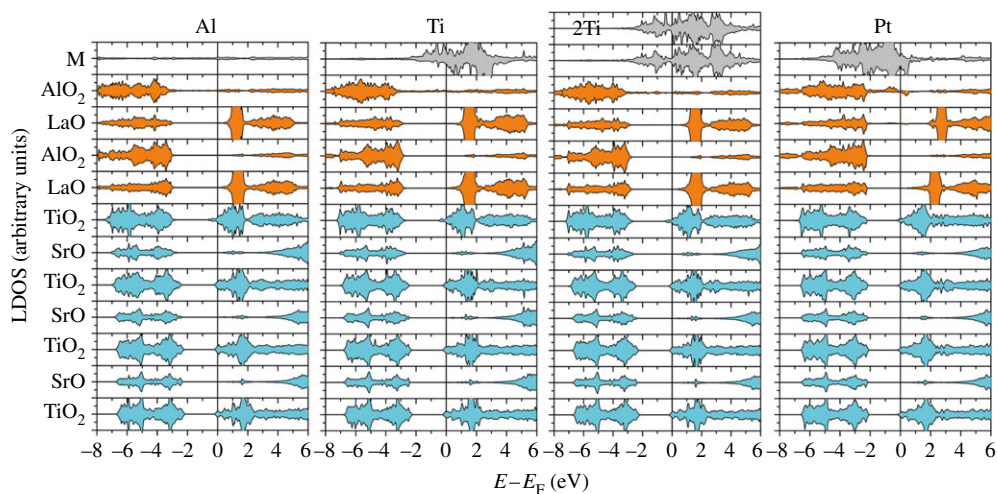 Al Ti 2Ti Pt
M
AlO2
LaO
AlO2
LaO
TiO2
SrO
TiO2
SrO
TiO2
SrO
TiO2
LDOS (arbitrary units)
−8 −6 −4 −2 0 2 4 6 −8 −6 −4 −2 0 2 4 6 −8 −6 −4 −2 0 2 4 6 −8 −6 −4 −2 0 2 4 6
E−EF (eV)